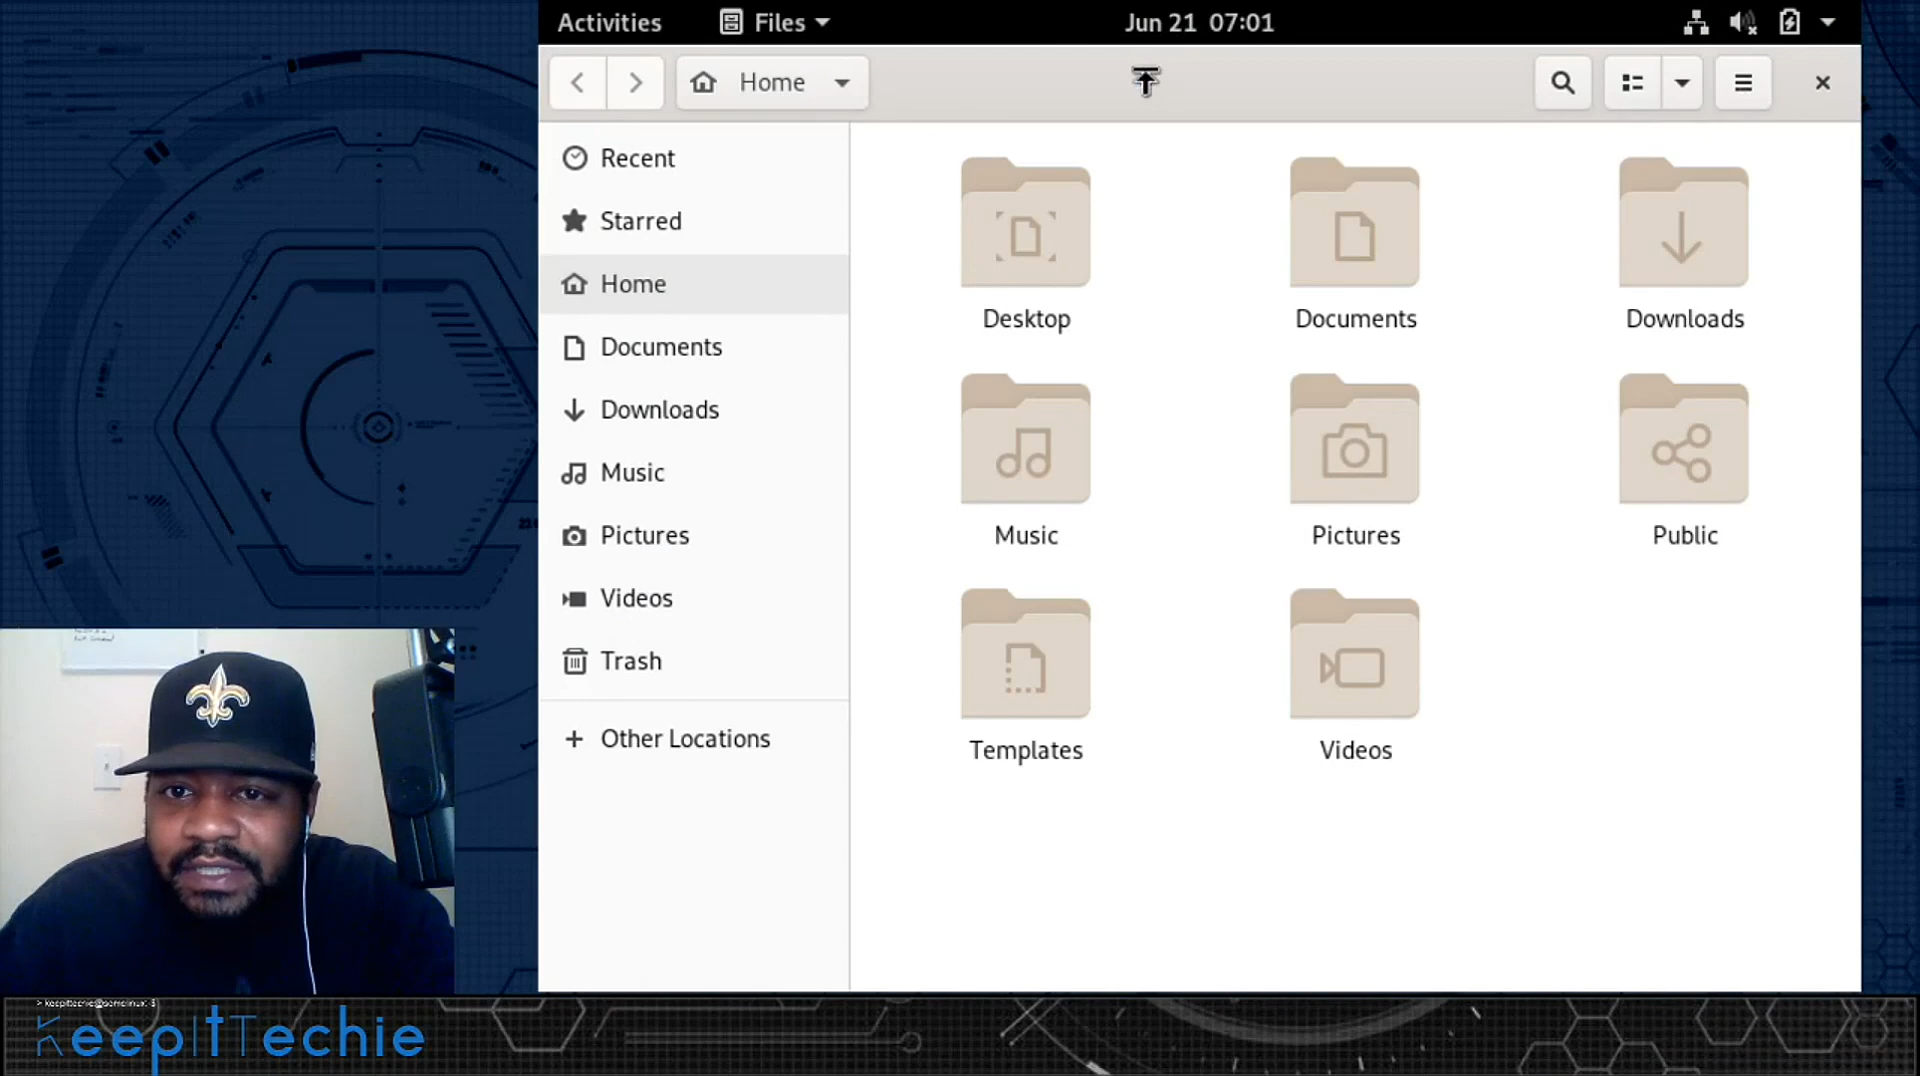 Activities
Files
Jun 21 07:01
Home
Recent
Starred
Home
Documents
Downloads
Music
Pictures
Videos
Trash
Other Locations
Desktop
Documents
Downloads
Music
Pictures
Public
Templates
Videos
KeepItTechie